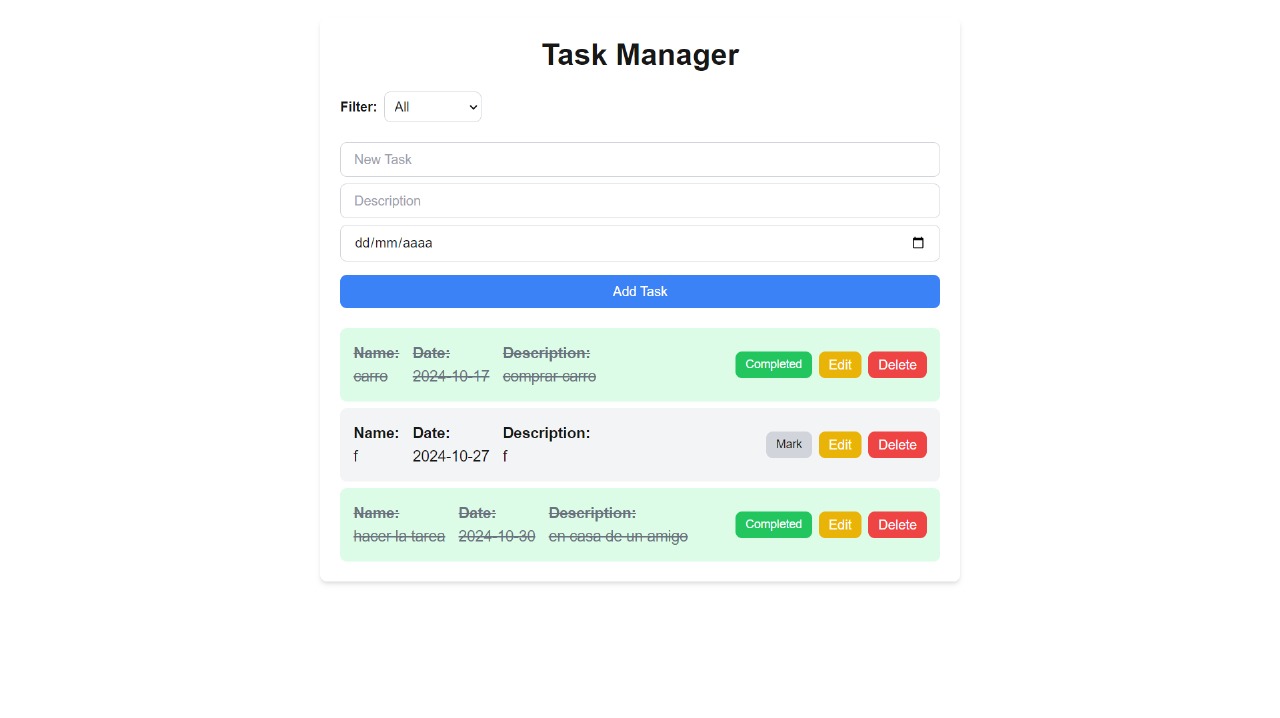 Task Manager
Filter: All
New Task
Description
dd/mm/aaaa
Add Task
Name: Date: Description:
carro 2024-10-17 comprar carro
Completed Edit Delete
Name: Date: Description:
f 2024-10-27 f
Mark Edit Delete
Name: Date: Description:
hacer la tarea 2024-10-30 en casa de un amigo
Completed Edit Delete